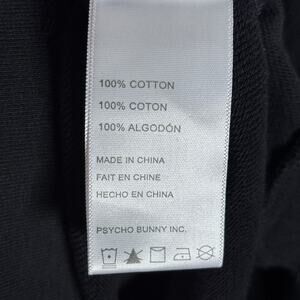 100% COTTON
100% COTON
100% ALGODÓN
MADE IN CHINA
FAIT EN CHINE
HECHO EN CHINA
PSYCHO BUNNY INC.